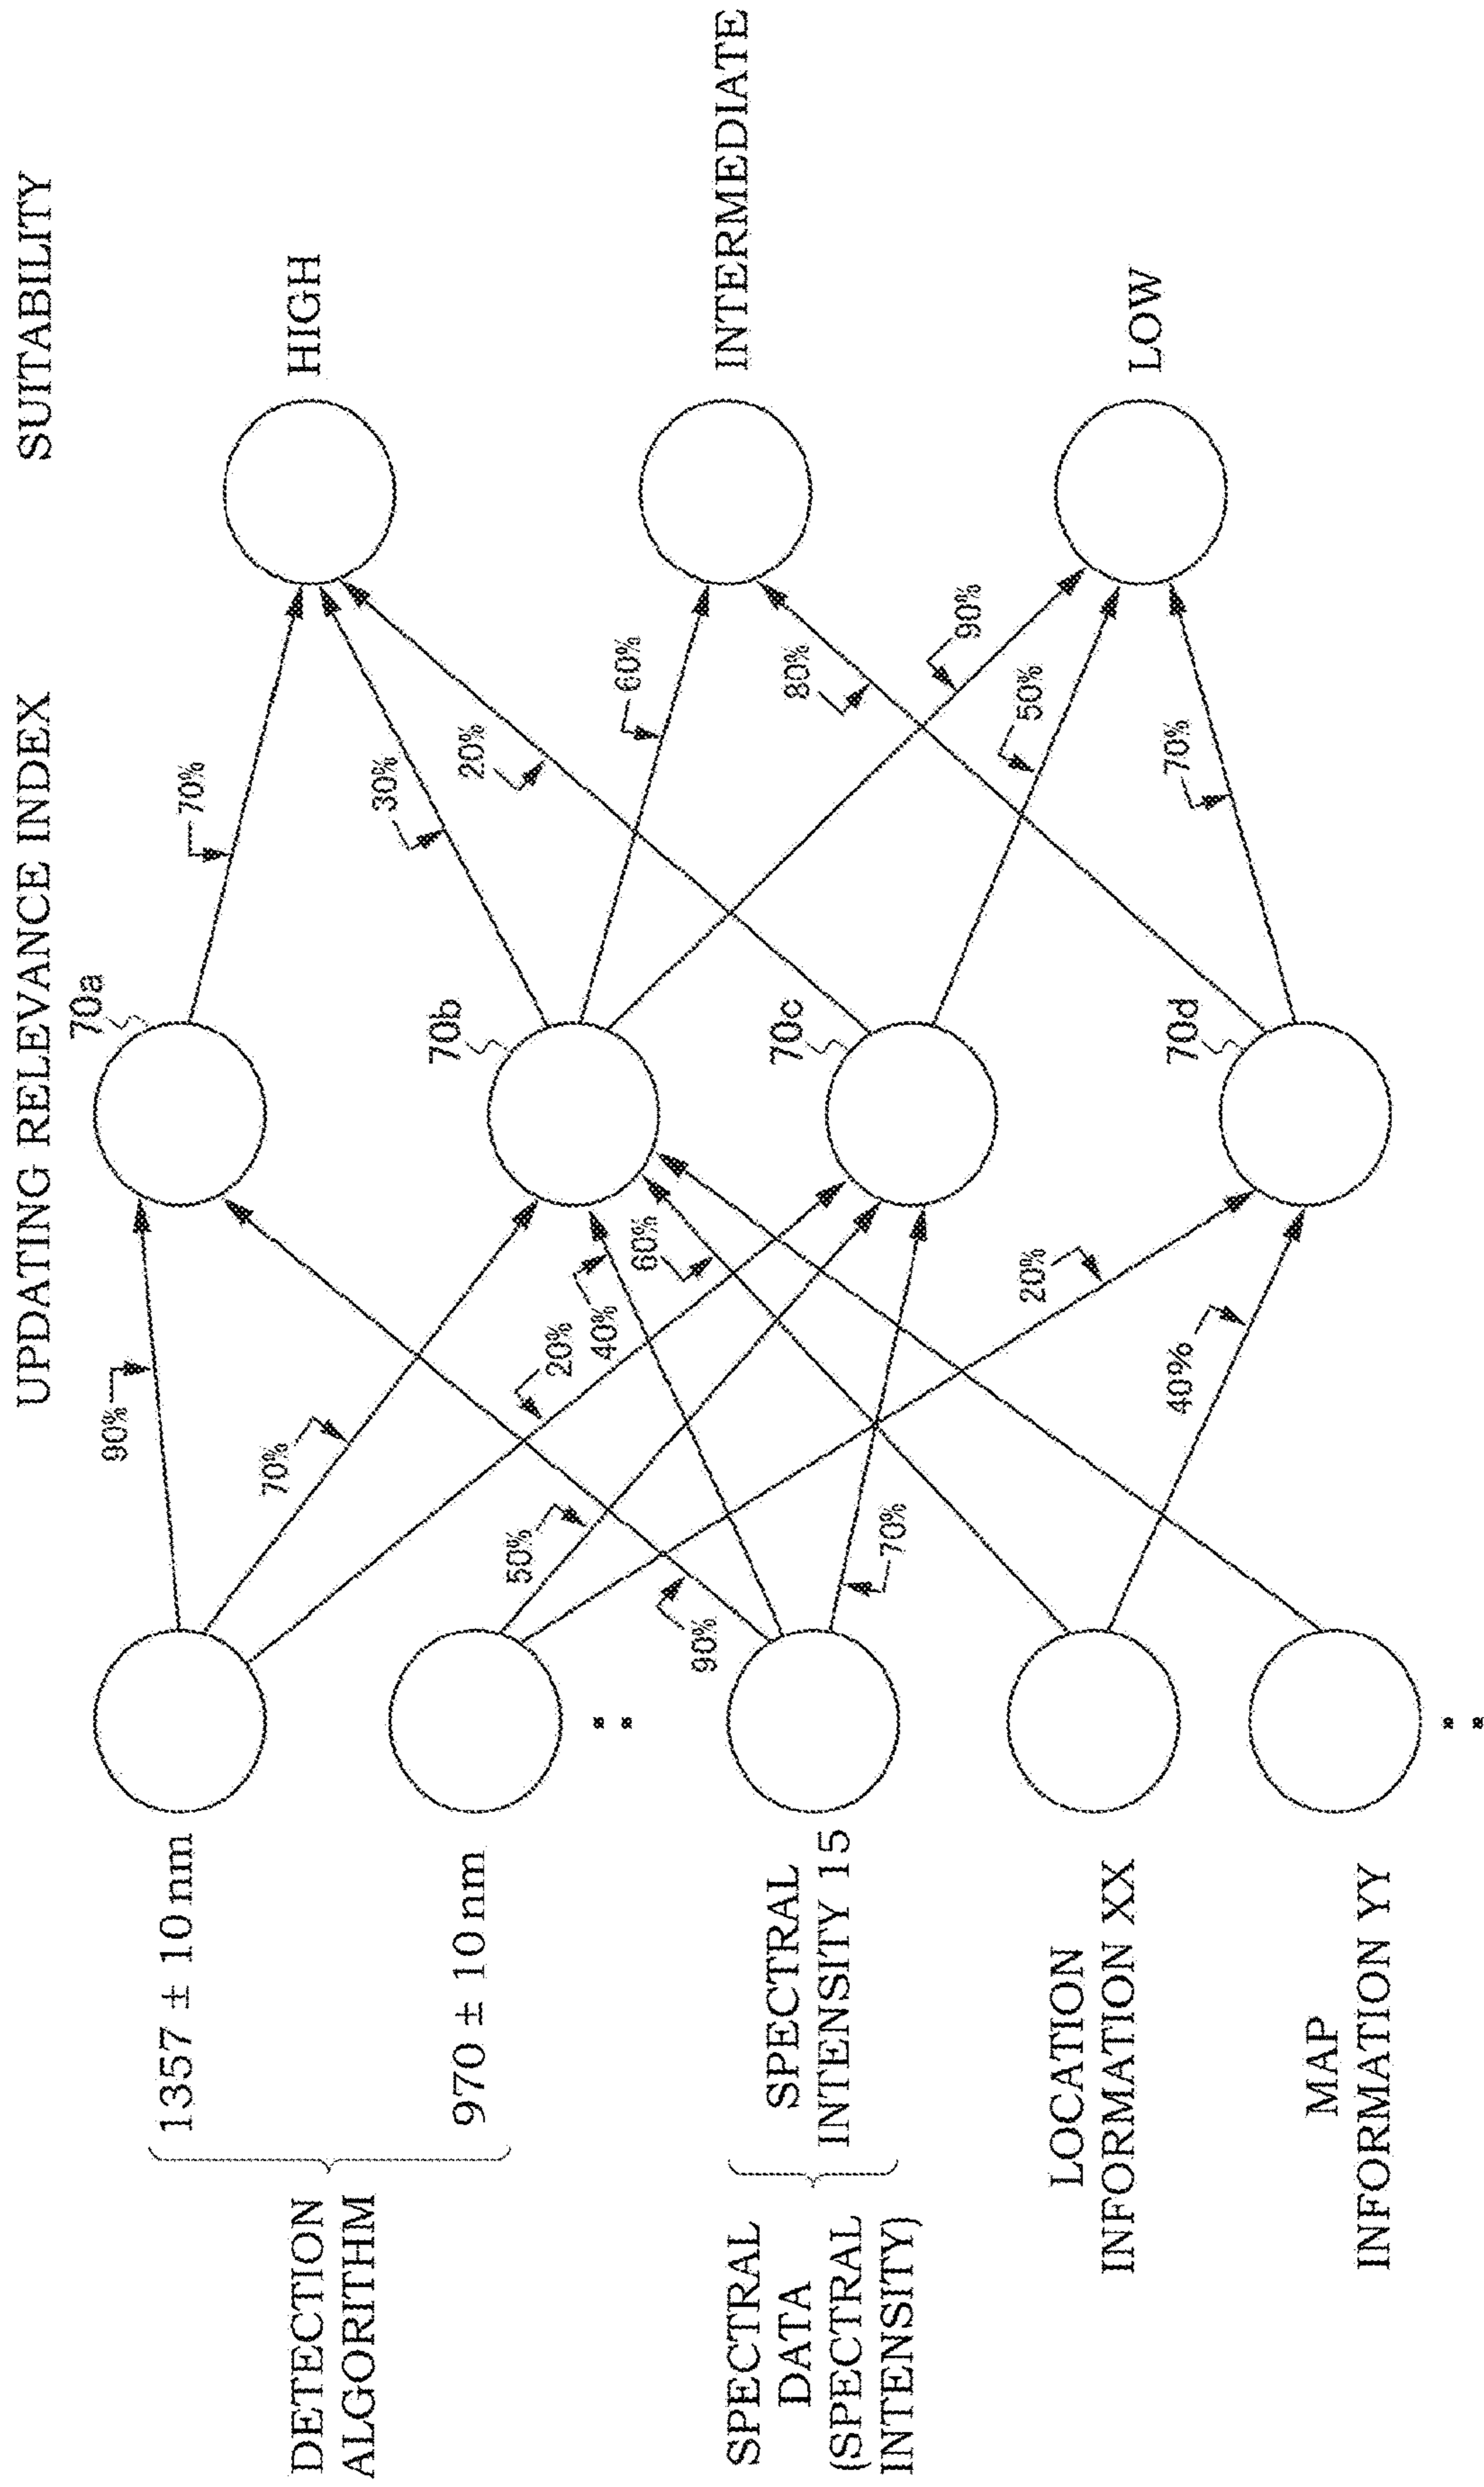 UPDATING RELEVANCE INDEX
SUITABILITY
DETECTION
ALGORITHM
1357 ± 10 nm
970 ± 10 nm
SPECTRAL
DATA
(SPECTRAL
INTENSITY)
SPECTRAL
INTENSITY 15
LOCATION
INFORMATION XX
MAP
INFORMATION YY
90%
70%
20%
50%
20%
90%
40%
70%
60%
40%
70a
70b
70c
70d
70%
30%
20%
60%
80%
90%
50%
70%
HIGH
INTERMEDIATE
LOW